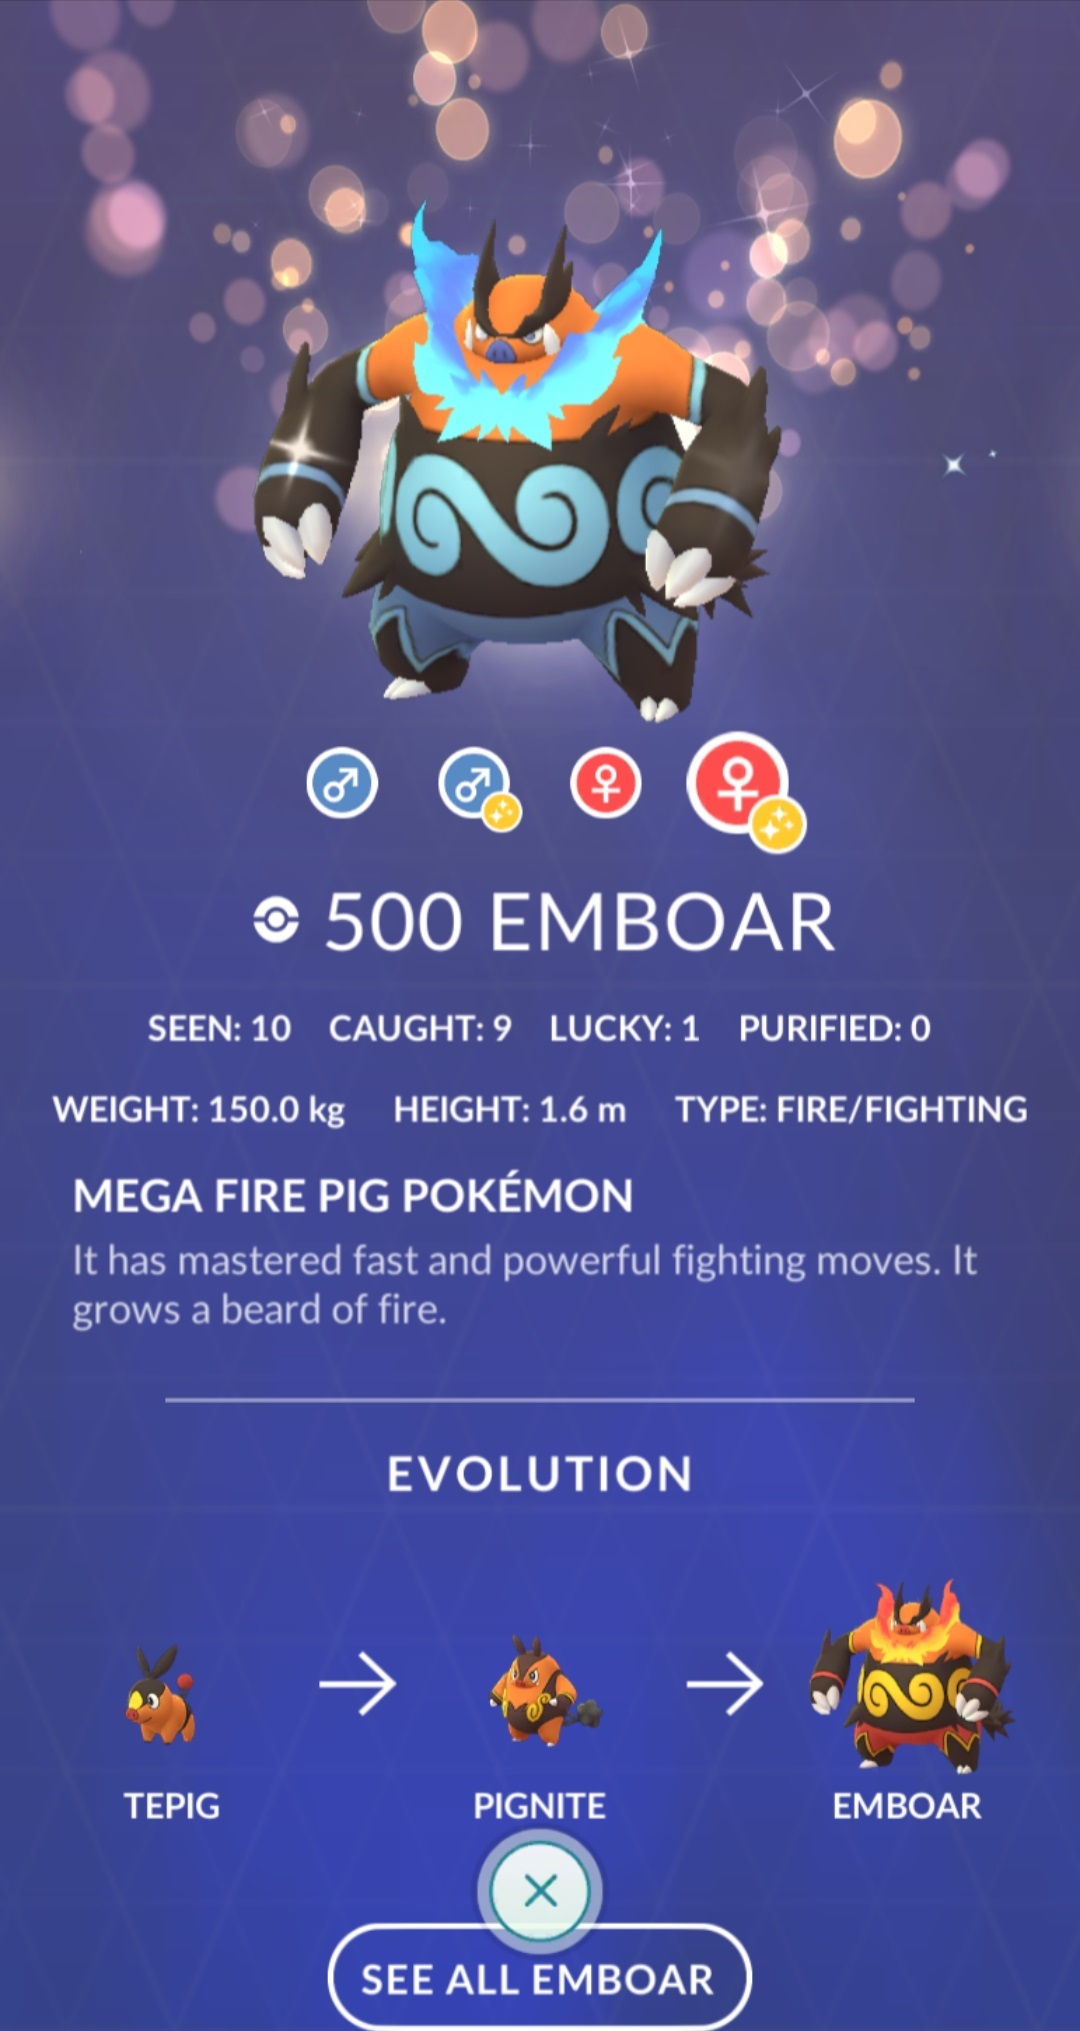 500 EMBOAR
SEEN: 10 CAUGHT: 9 LUCKY: 1 PURIFIED: 0
WEIGHT: 150.0 kg HEIGHT: 1.6 m TYPE: FIRE/FIGHTING
MEGA FIRE PIG POKÉMON
It has mastered fast and powerful fighting moves. It
grows a beard of fire.
EVOLUTION
TEPIG PIGNITE EMBOAR
SEE ALL EMBOAR